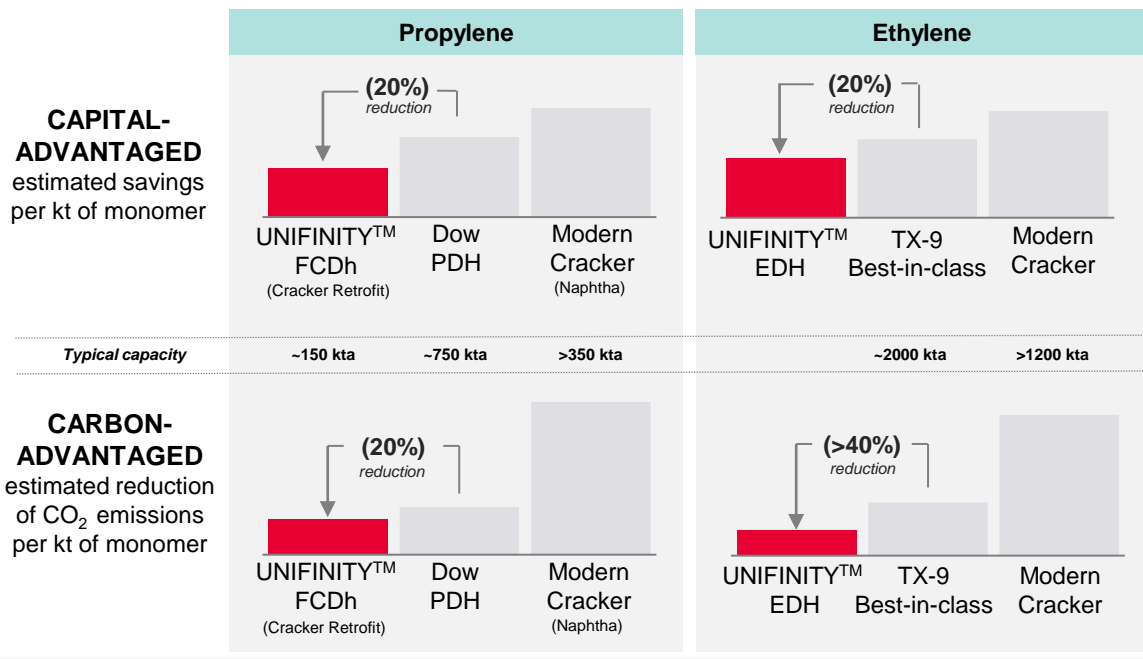 Propylene
Ethylene
CAPITAL-
ADVANTAGED
estimated savings
per kt of monomer
(20%)
reduction
UNIFINITY™
FCDh
(Cracker Retrofit)
Dow
PDH
Modern
Cracker
(Naphtha)
(20%)
reduction
UNIFINITY™
EDH
TX-9
Best-in-class
Modern
Cracker
Typical capacity
~150 kta
~750 kta
>350 kta
~2000 kta
>1200 kta
CARBON-
ADVANTAGED
estimated reduction
of CO₂ emissions
per kt of monomer
(20%)
reduction
UNIFINITY™
FCDh
(Cracker Retrofit)
Dow
PDH
Modern
Cracker
(Naphtha)
(>40%)
reduction
UNIFINITY™
EDH
TX-9
Best-in-class
Modern
Cracker